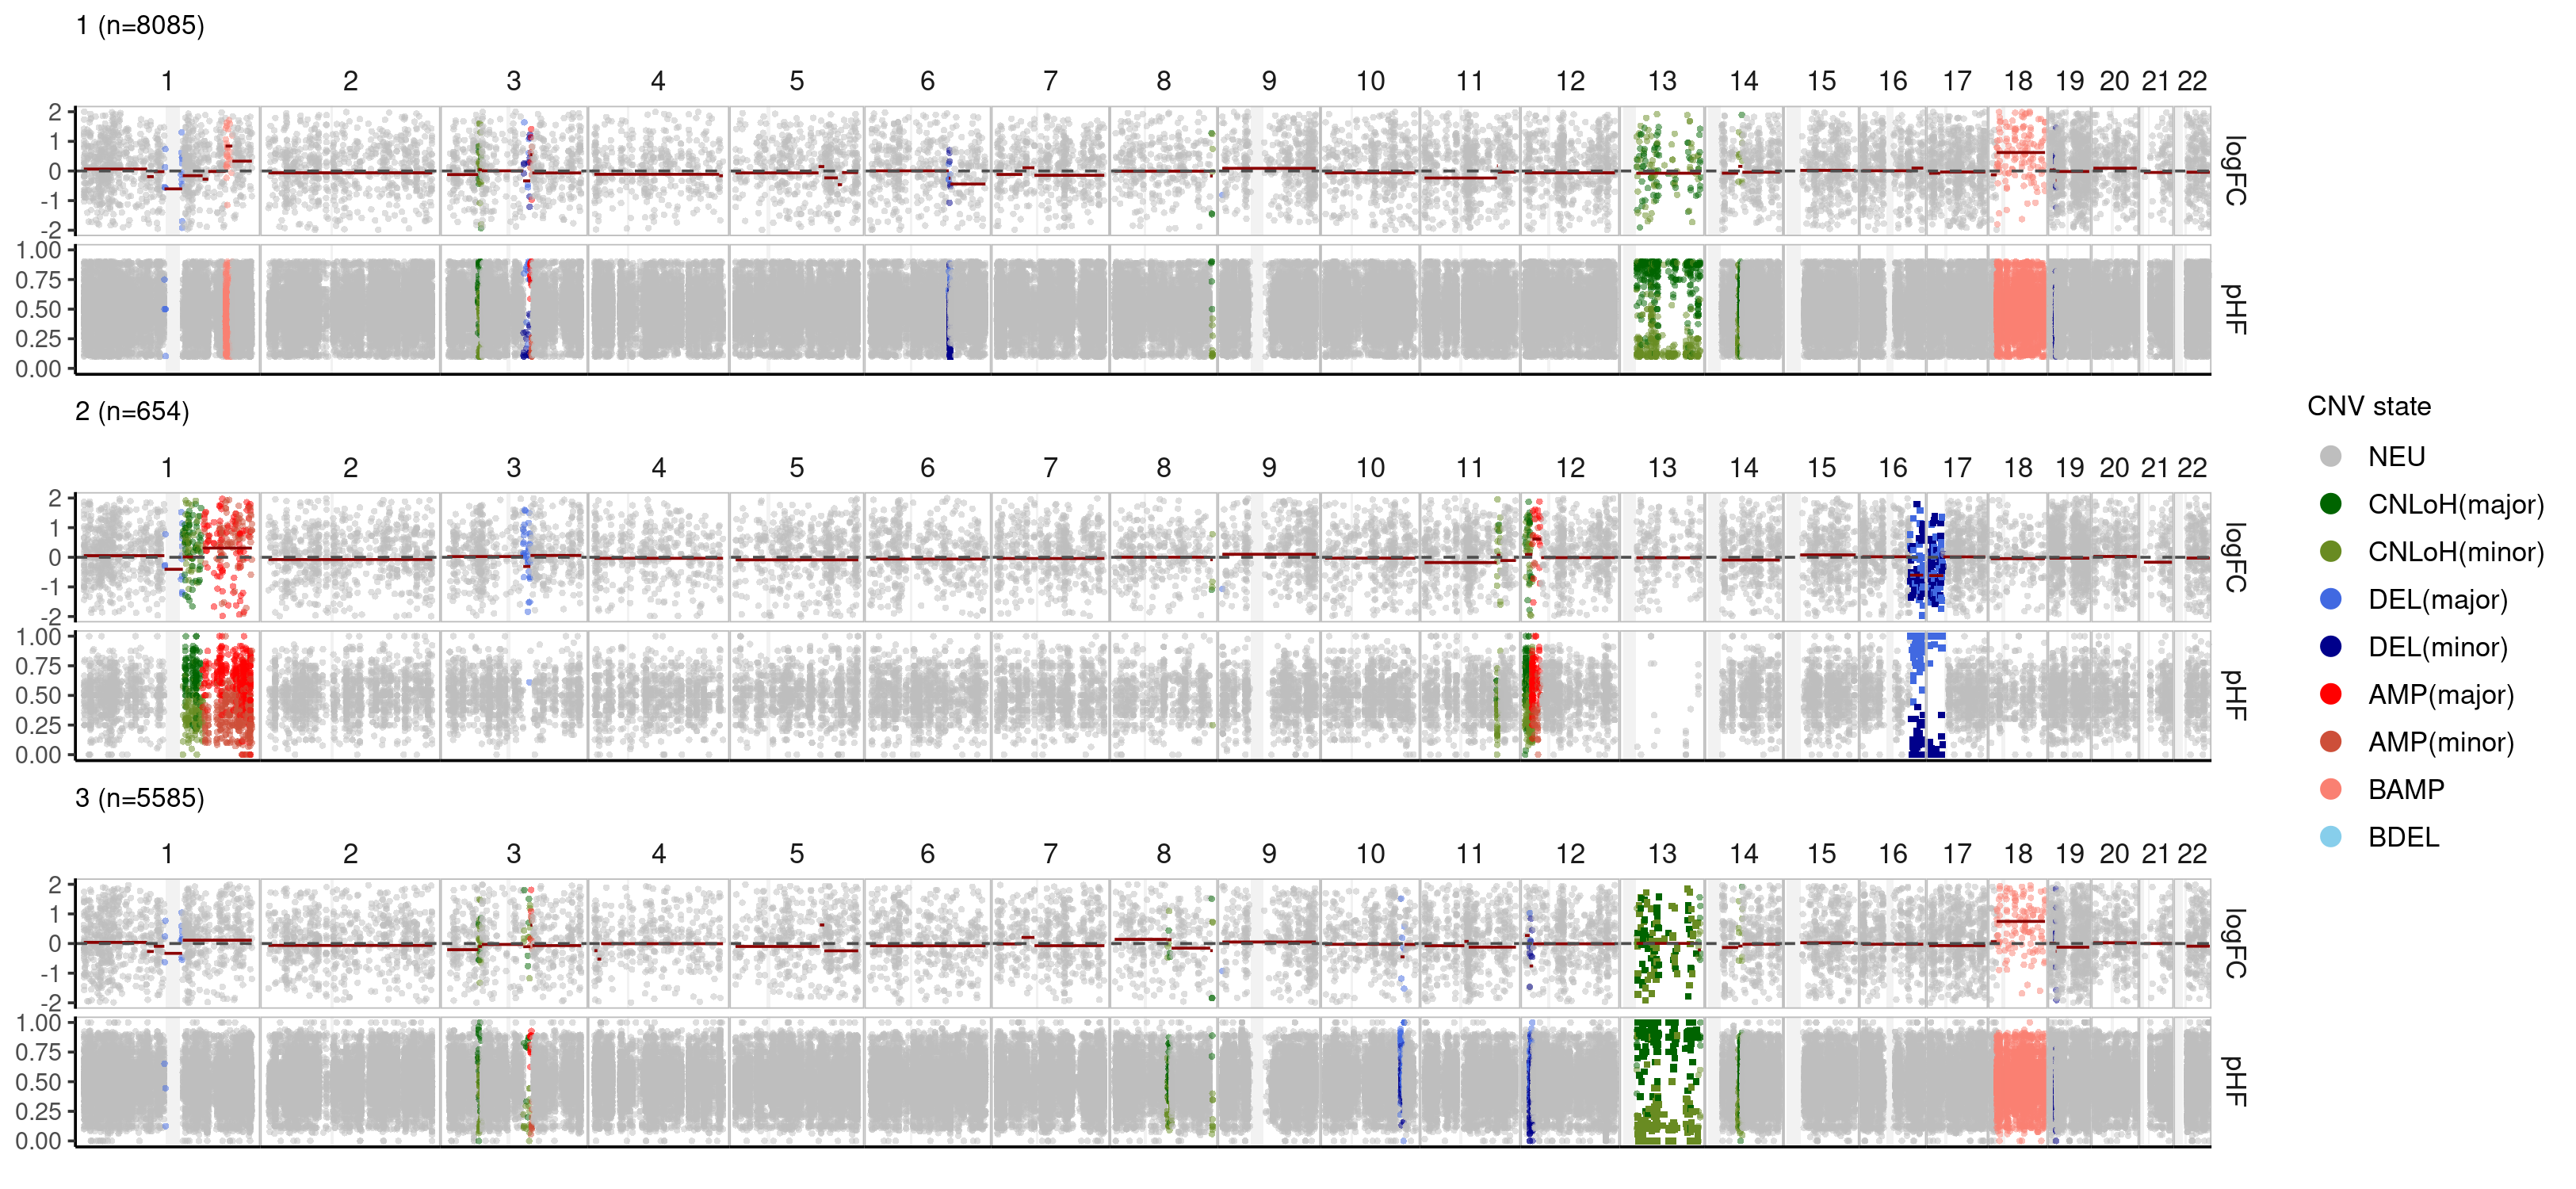 1 (n=8085)
1 2 3 4 5 6 7 8 9 10 11 12 13 14 15 16 17 18 19 20 21 22
2
1
0
-1
-2
logFC
1.00
0.75
0.50
0.25
0.00
pHF
2 (n=654)
1 2 3 4 5 6 7 8 9 10 11 12 13 14 15 16 17 18 19 20 21 22
2
1
0
-1
-2
logFC
1.00
0.75
0.50
0.25
0.00
pHF
3 (n=5585)
1 2 3 4 5 6 7 8 9 10 11 12 13 14 15 16 17 18 19 20 21 22
2
1
0
-1
-2
logFC
1.00
0.75
0.50
0.25
0.00
pHF
CNV state
NEU
CNLoH(major)
CNLoH(minor)
DEL(major)
DEL(minor)
AMP(major)
AMP(minor)
BAMP
BDEL